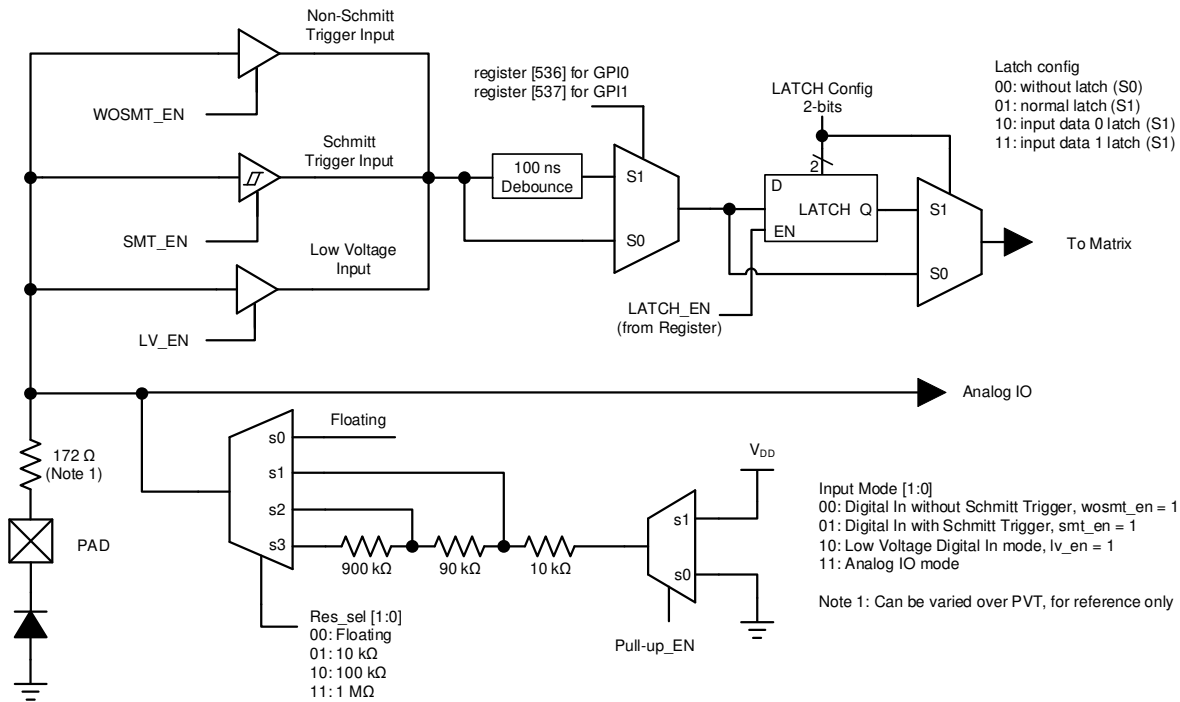 Non-Schmitt
Trigger Input
WOSMT_EN
Schmitt
Trigger Input
SMT_EN
Low Voltage
Input
LV_EN
register [536] for GPI0
register [537] for GPI1
100 ns
Debounce
S1
S0
LATCH Config
2-bits
2
D
LATCH Q
EN
LATCH_EN
(from Register)
S1
S0
To Matrix
Latch config
00: without latch (S0)
01: normal latch (S1)
10: input data 0 latch (S1)
11: input data 1 latch (S1)
Analog IO
172 Ω
(Note 1)
PAD
Floating
s0
s1
s2
s3
900 kΩ
90 kΩ
10 kΩ
Res_sel [1:0]
00: Floating
01: 10 kΩ
10: 100 kΩ
11: 1 MΩ
VDD
s1
s0
Pull-up_EN
Input Mode [1:0]
00: Digital In without Schmitt Trigger, wosmt_en = 1
01: Digital In with Schmitt Trigger, smt_en = 1
10: Low Voltage Digital In mode, lv_en = 1
11: Analog IO mode
Note 1: Can be varied over PVT, for reference only